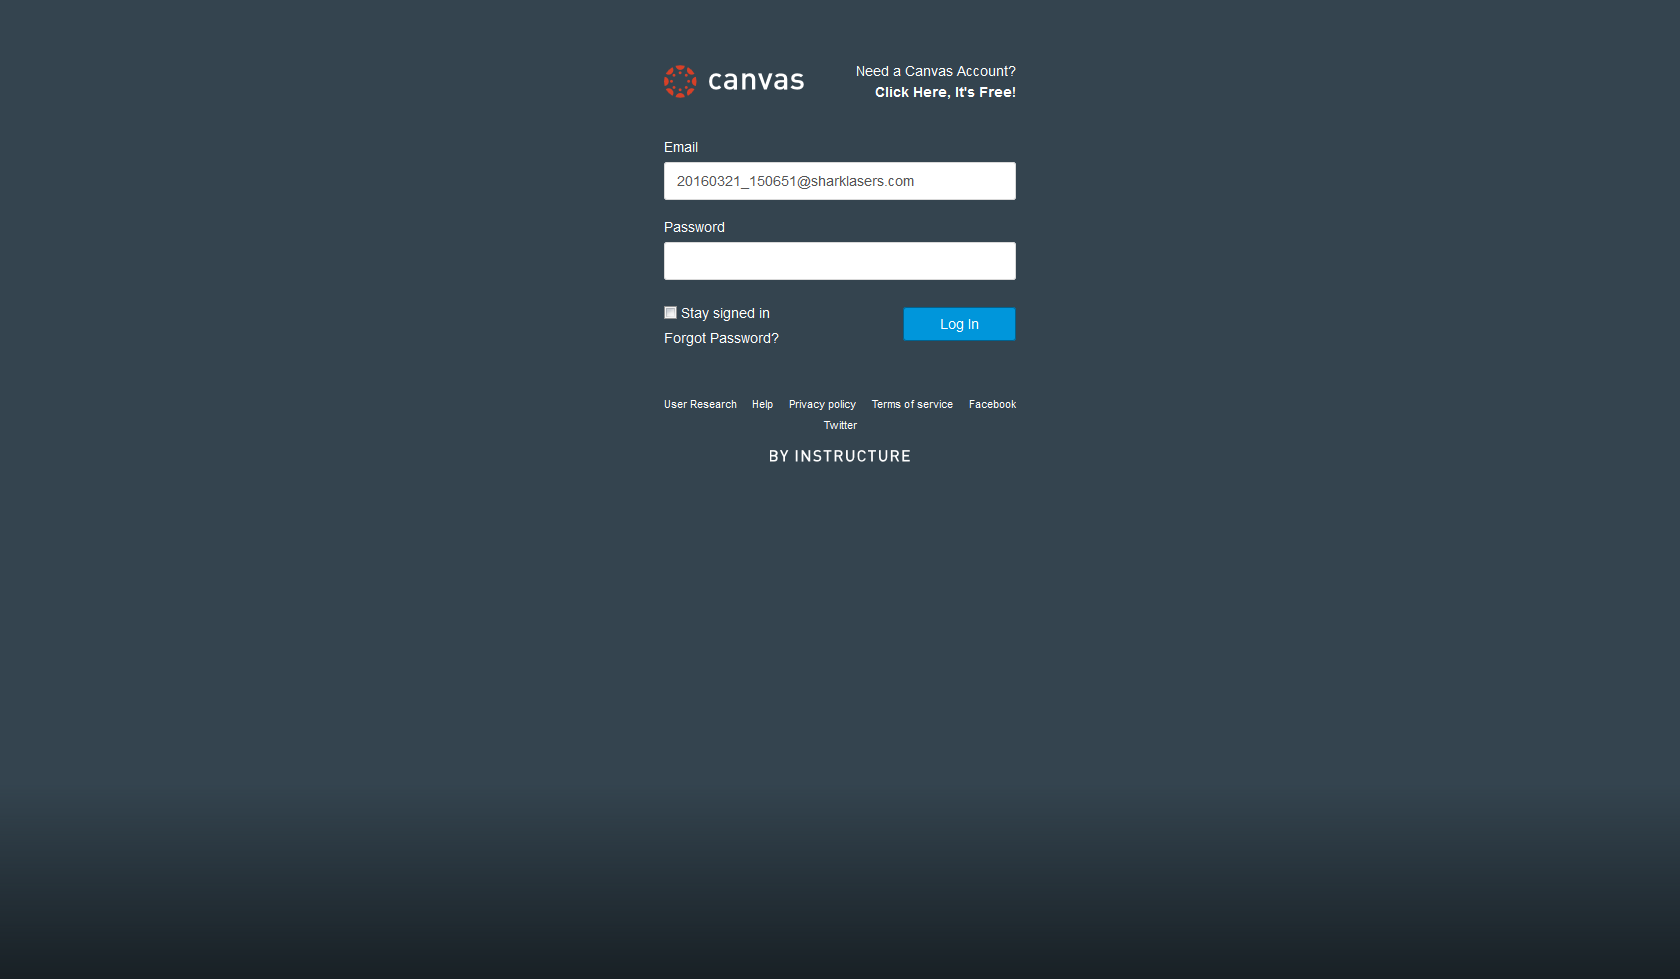 canvas
Need a Canvas Account?
Click Here, It's Free!
Email
20160321_150651@sharklasers.com
Password
Stay signed in
Log In
Forgot Password?
User Research Help Privacy policy Terms of service Facebook
Twitter
BY INSTRUCTURE